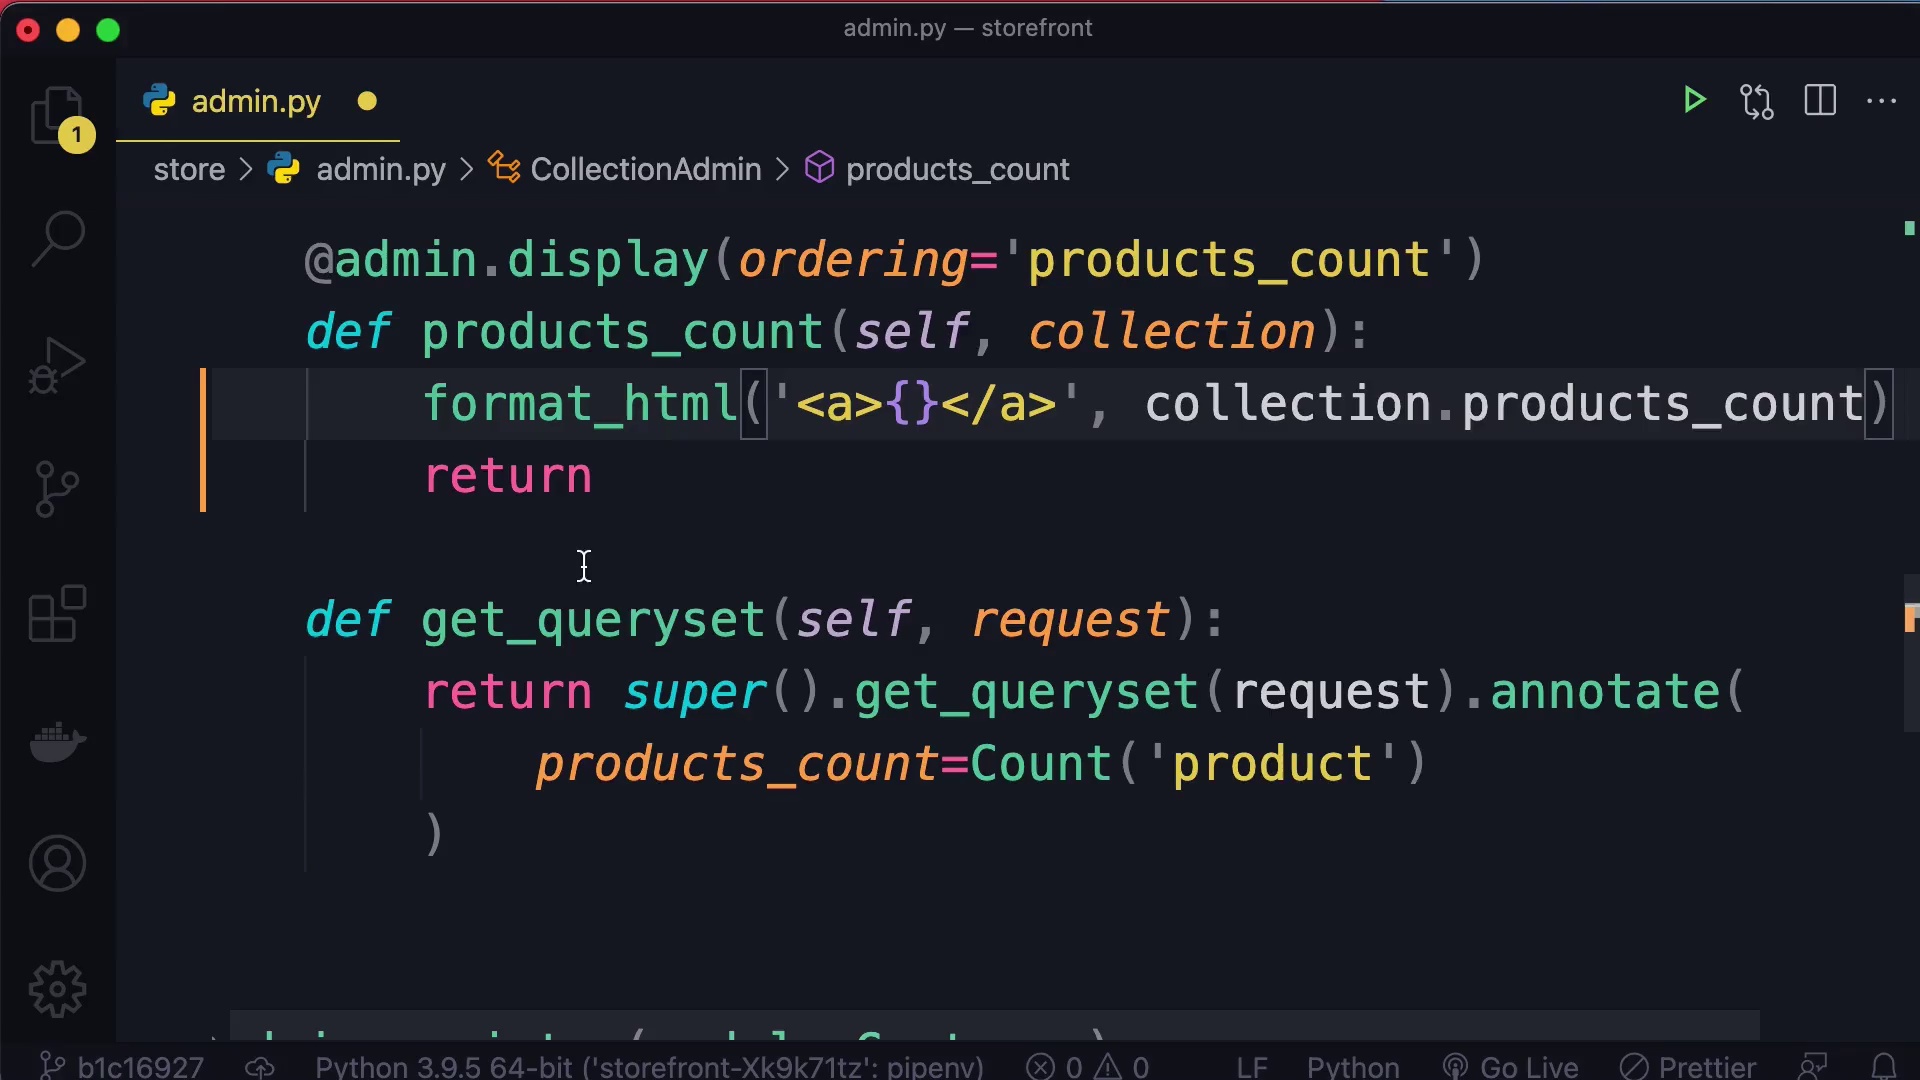 admin.py — storefront
1
admin.py
store > admin.py > CollectionAdmin > products_count
@admin.display(ordering='products_count')
def products_count(self, collection):
format_html('<a>{}</a>', collection.products_count)
return
def get_queryset(self, request):
return super().get_queryset(request).annotate(
products_count=Count('product')
)
b1c16927 Python 3.9.5 64-bit ('storefront-Xk9k71tz': pipenv) 0 0 LF Python Go Live Prettier